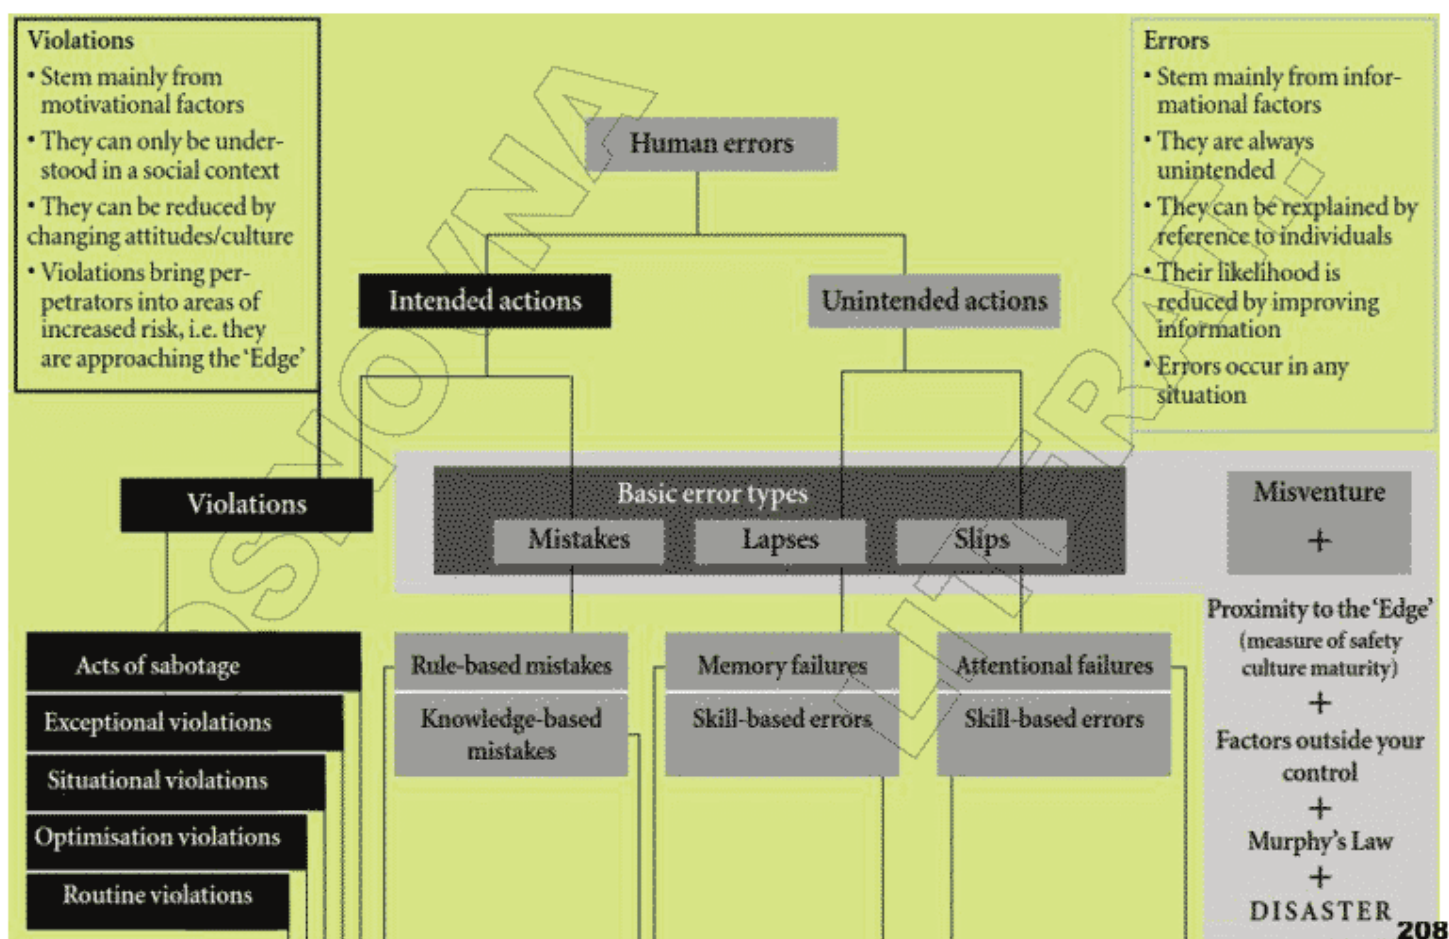 Violations
• Stem mainly from
motivational factors
• They can only be under-
stood in a social context
• They can be reduced by
changing attitudes/culture
• Violations bring per-
petrators into areas of
increased risk, i.e. they
are approaching the 'Edge'
Errors
• Stem mainly from infor-
mational factors
• They are always
unintended
• They can be rexplained by
reference to individuals
• Their likelihood is
reduced by improving
information
• Errors occur in any
situation
Human errors
Intended actions
Unintended actions
Violations
Basic error types
Mistakes
Lapses
Slips
Acts of sabotage
Exceptional violations
Situational violations
Optimisation violations
Routine violations
Rule-based mistakes
Knowledge-based
mistakes
Memory failures
Skill-based errors
Attentional failures
Skill-based errors
Misventure
+
Proximity to the 'Edge'
(measure of safety
culture maturity)
+
Factors outside your
control
+
Murphy's Law
+
DISASTER
208